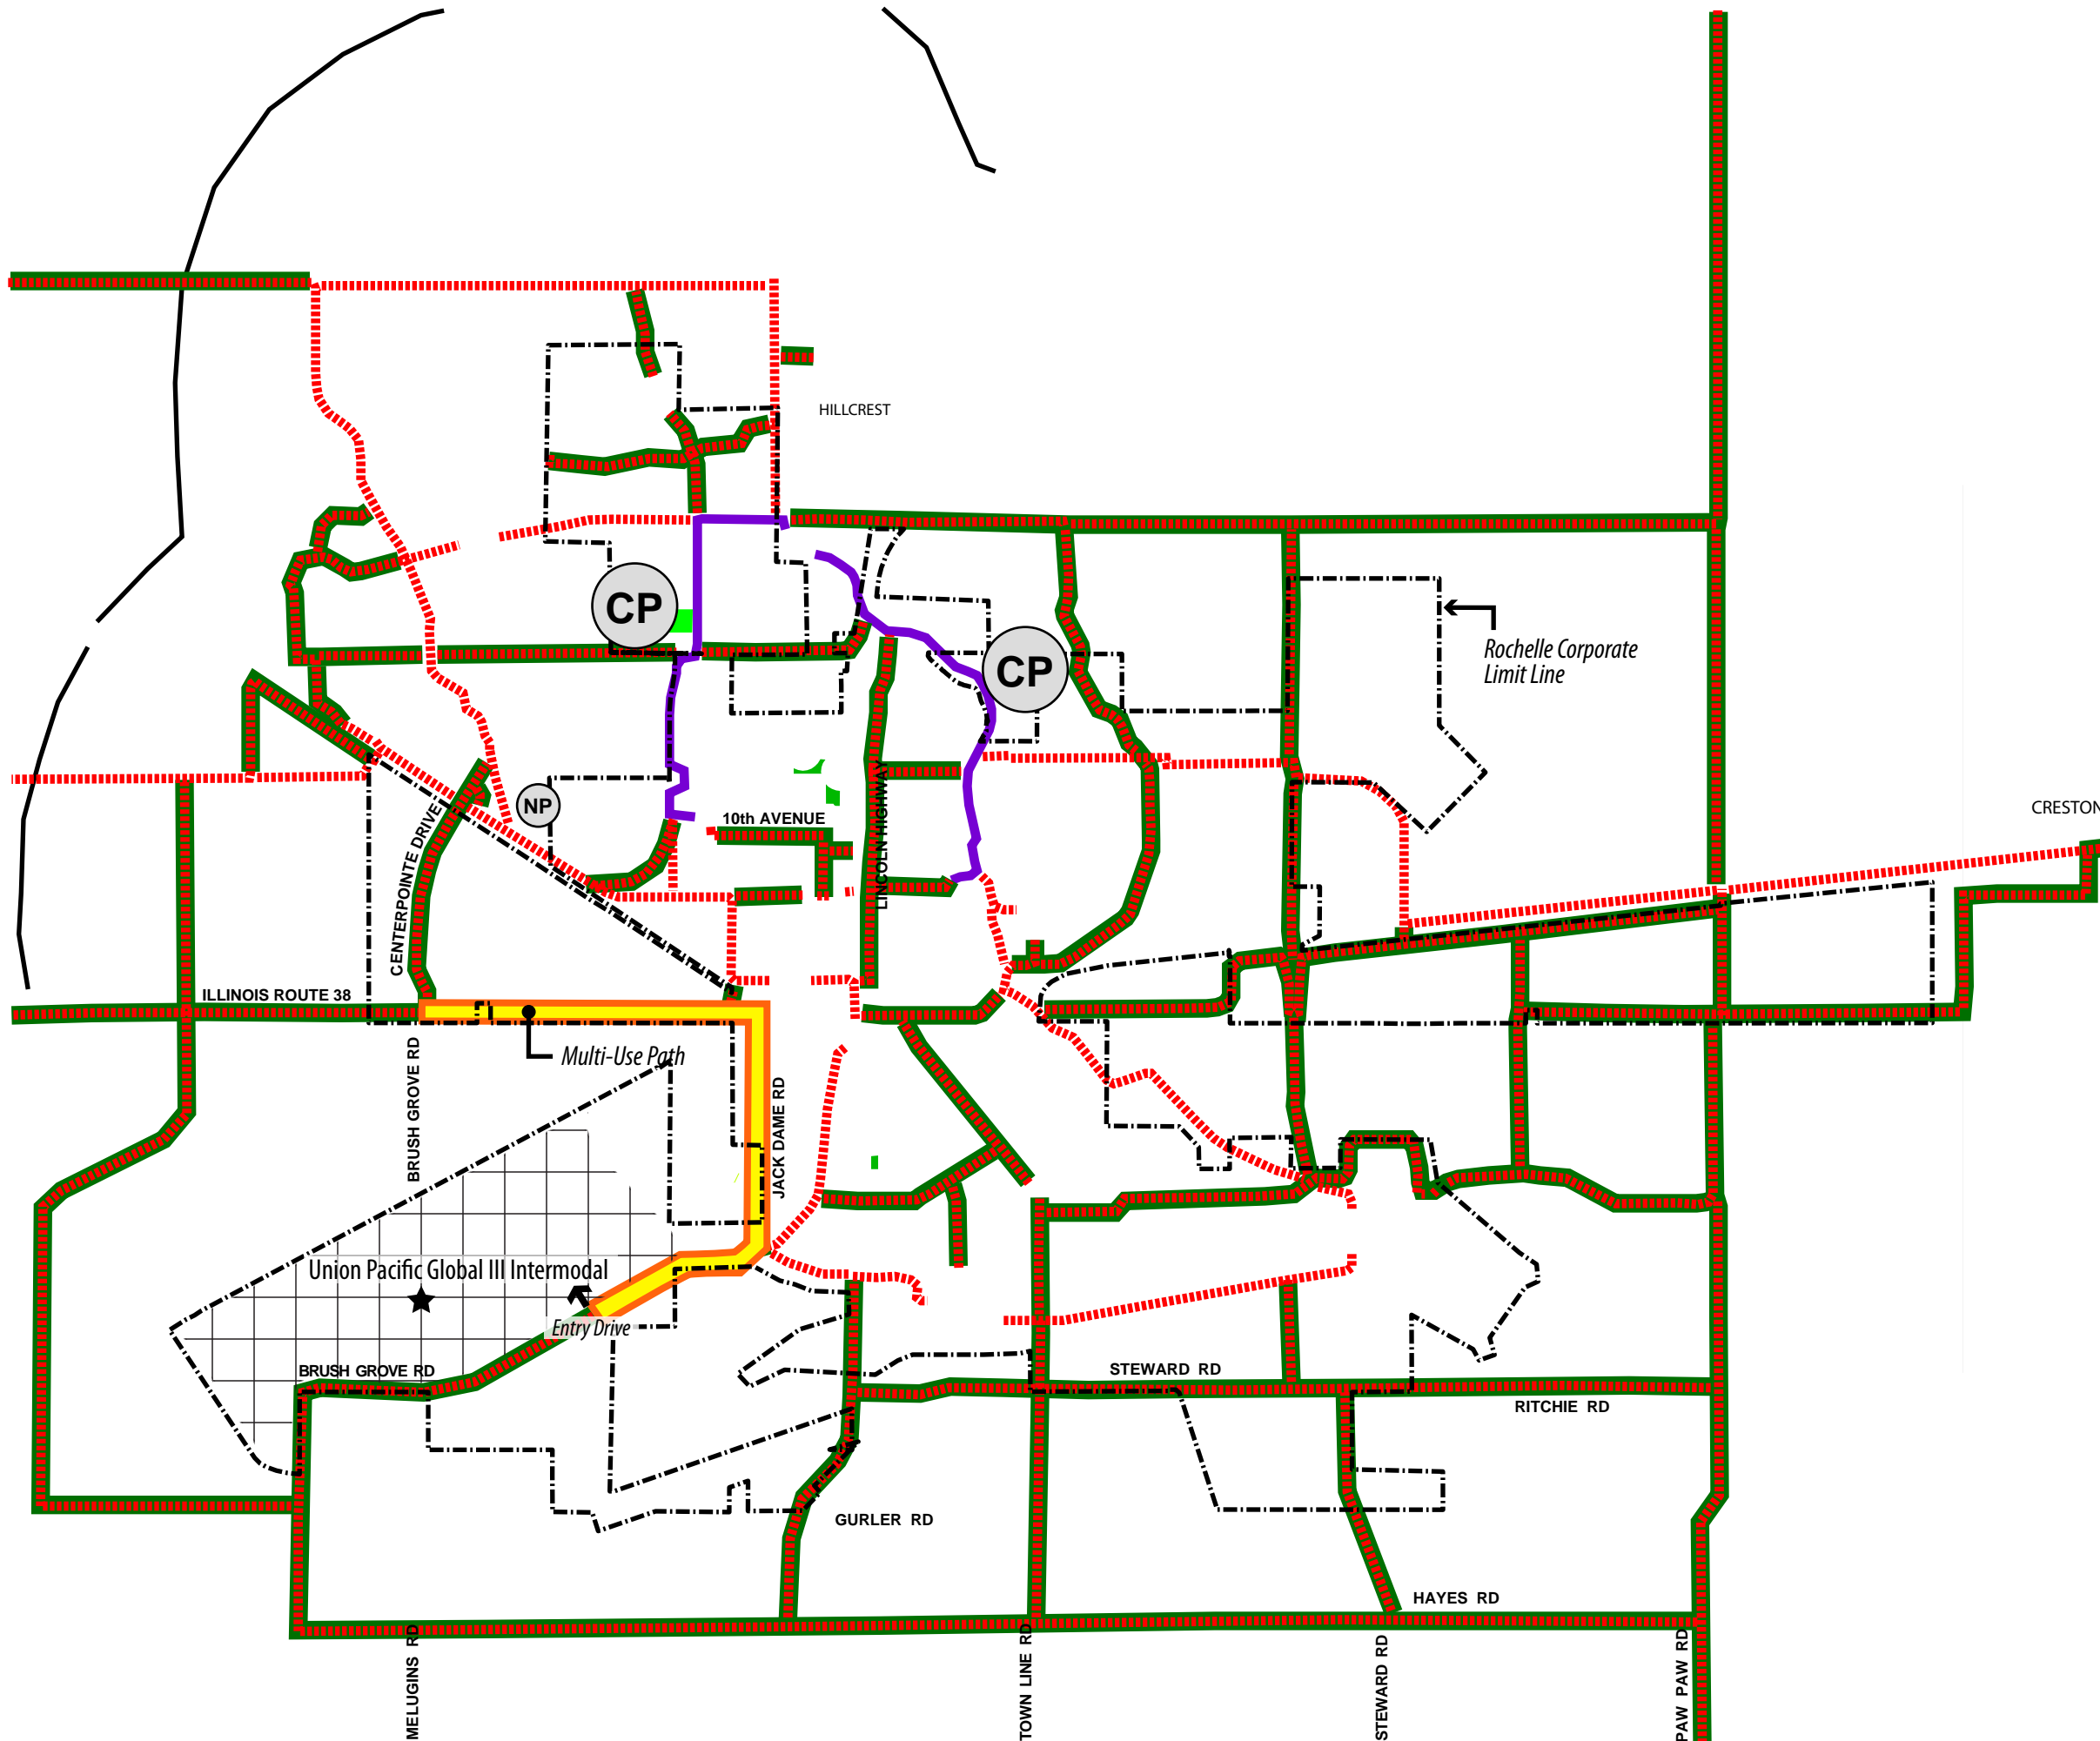 HILLCREST
CP
CP
Rochelle Corporate
Limit Line
NP
10th AVENUE
LINCOLN HIGHWAY
CENTERPOINTE DRIVE
CRESTON
ILLINOIS ROUTE 38
Multi-Use Path
BRUSH GROVE RD
JACK DAME RD
Union Pacific Global III Intermodal
Entry Drive
BRUSH GROVE RD
STEWARD RD
RITCHIE RD
GURLER RD
HAYES RD
MELUGINS RD
TOWN LINE RD
STEWARD RD
PAW PAW RD